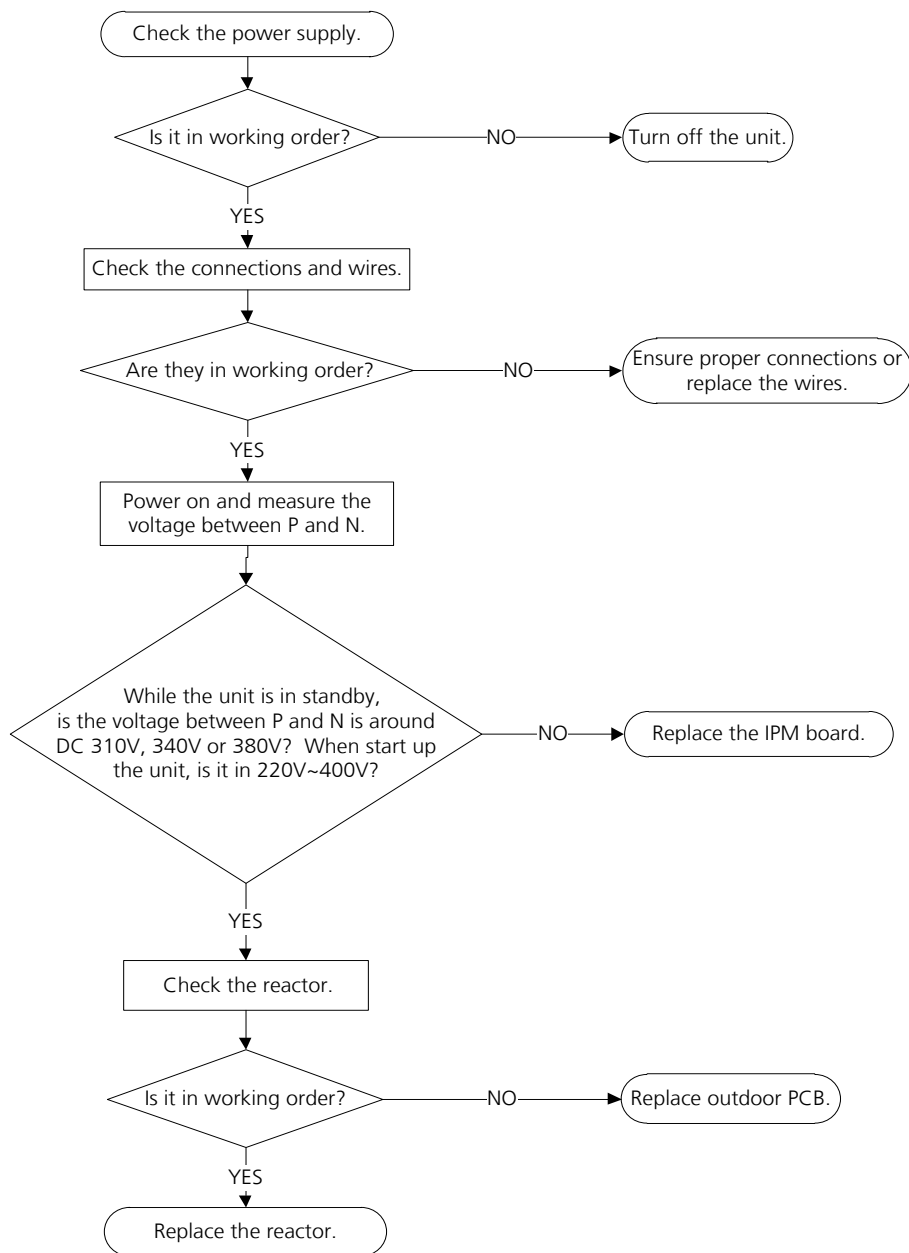 Check the power supply.
Is it in working order?
NO
Turn off the unit.
YES
Check the connections and wires.
Are they in working order?
NO
Ensure proper connections or
replace the wires.
YES
Power on and measure the
voltage between P and N.
While the unit is in standby,
is the voltage between P and N is around
DC 310V, 340V or 380V? When start up
the unit, is it in 220V~400V?
NO
Replace the IPM board.
YES
Check the reactor.
Is it in working order?
NO
Replace outdoor PCB.
YES
Replace the reactor.